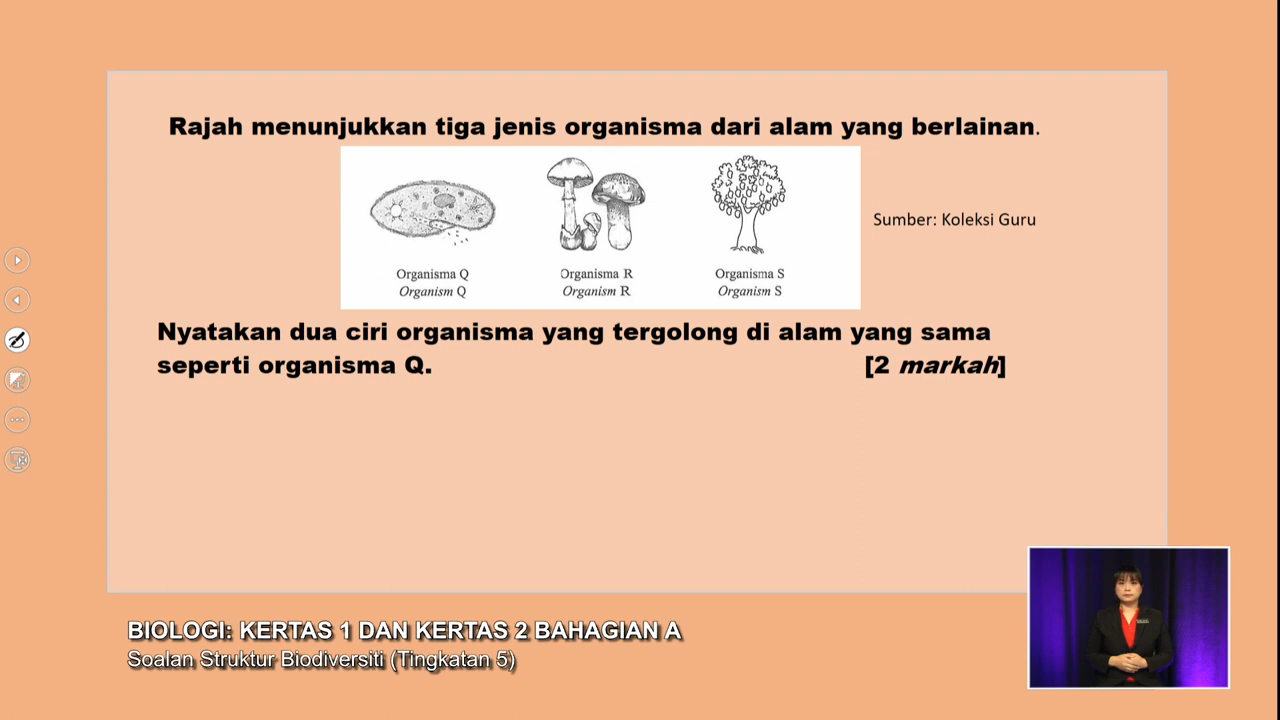 Rajah menunjukkan tiga jenis organisma dari alam yang berlainan.
Sumber: Koleksi Guru
Organisma Q
Organism Q
Organisma R
Organism R
Organisma S
Organism S
Nyatakan dua ciri organisma yang tergolong di alam yang sama
seperti organisma Q. [2 markah]
BIOLOGI: KERTAS 1 DAN KERTAS 2 BAHAGIAN A
Soalan Struktur Biodiversiti (Tingkatan 5)